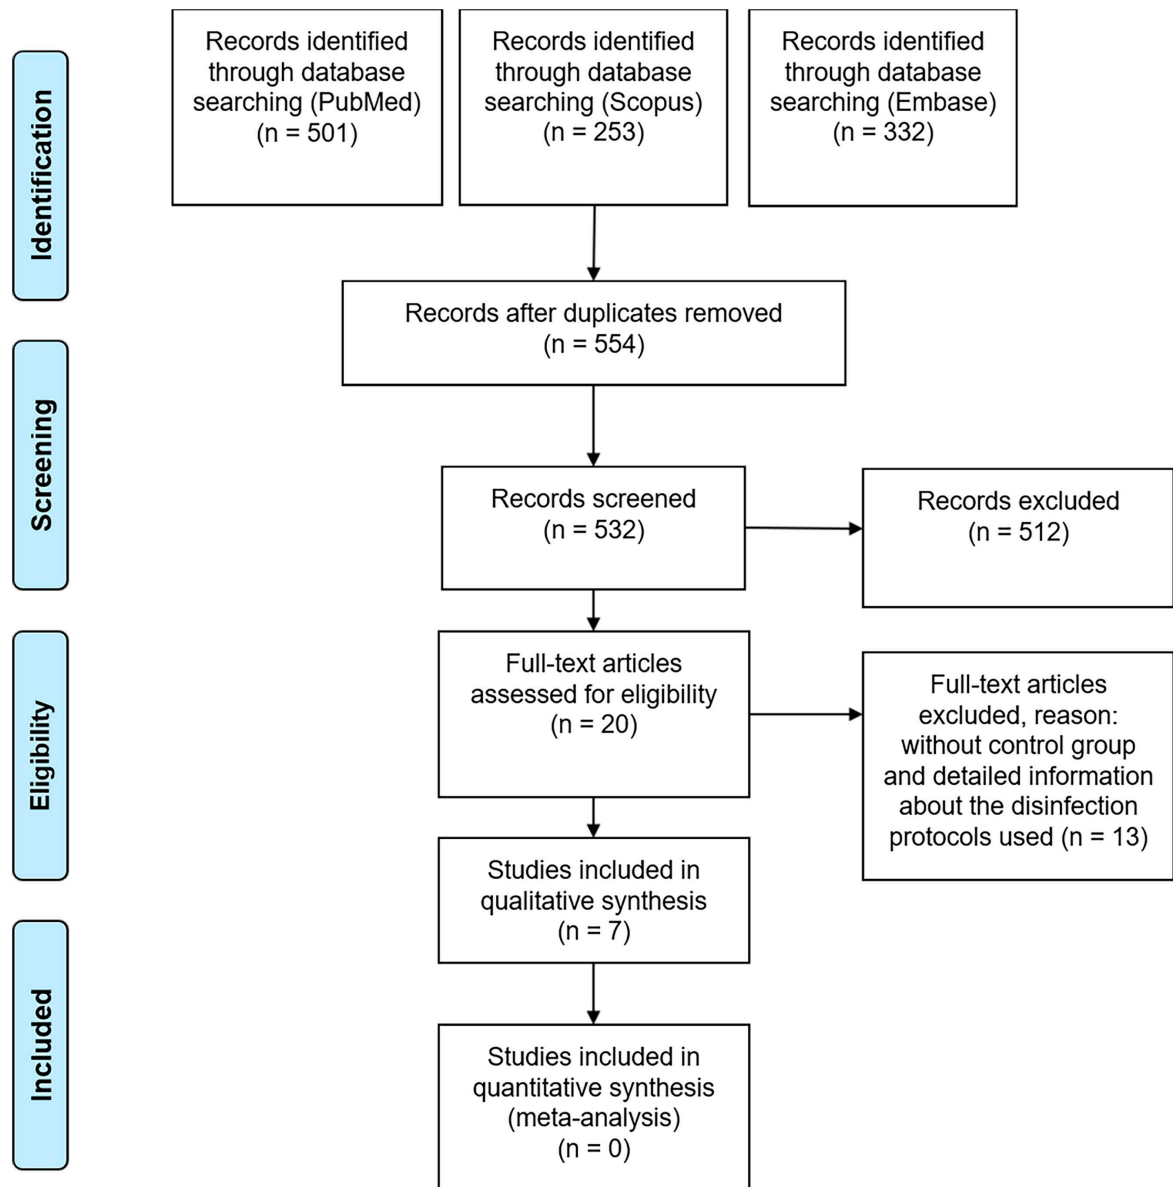 Identification
Records identified
through database
searching (PubMed)
(n = 501)
Records identified
through database
searching (Scopus)
(n = 253)
Records identified
through database
searching (Embase)
(n = 332)
Records after duplicates removed
(n = 554)
Screening
Records screened
(n = 532)
Records excluded
(n = 512)
Eligibility
Full-text articles
assessed for eligibility
(n = 20)
Full-text articles
excluded, reason:
without control group
and detailed information
about the disinfection
protocols used (n = 13)
Studies included in
qualitative synthesis
(n = 7)
Included
Studies included in
quantitative synthesis
(meta-analysis)
(n = 0)